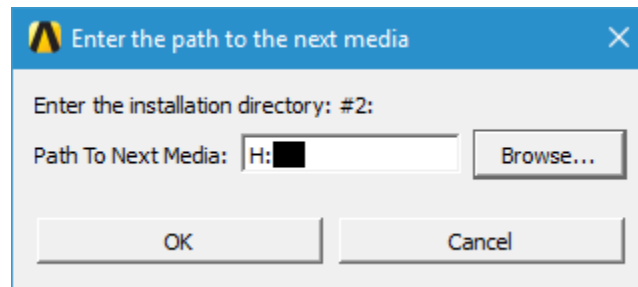 Enter the path to the next media
Enter the installation directory: #2:
Path To Next Media: H: Browse...
OK Cancel